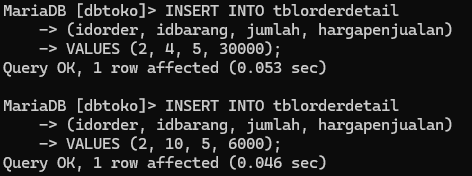 MariaDB [dbtoko]> INSERT INTO tblorderdetail
    -> (idorder, idbarang, jumlah, hargapenjualan)
    -> VALUES (2, 4, 5, 30000);
Query OK, 1 row affected (0.053 sec)

MariaDB [dbtoko]> INSERT INTO tblorderdetail
    -> (idorder, idbarang, jumlah, hargapenjualan)
    -> VALUES (2, 10, 5, 6000);
Query OK, 1 row affected (0.046 sec)